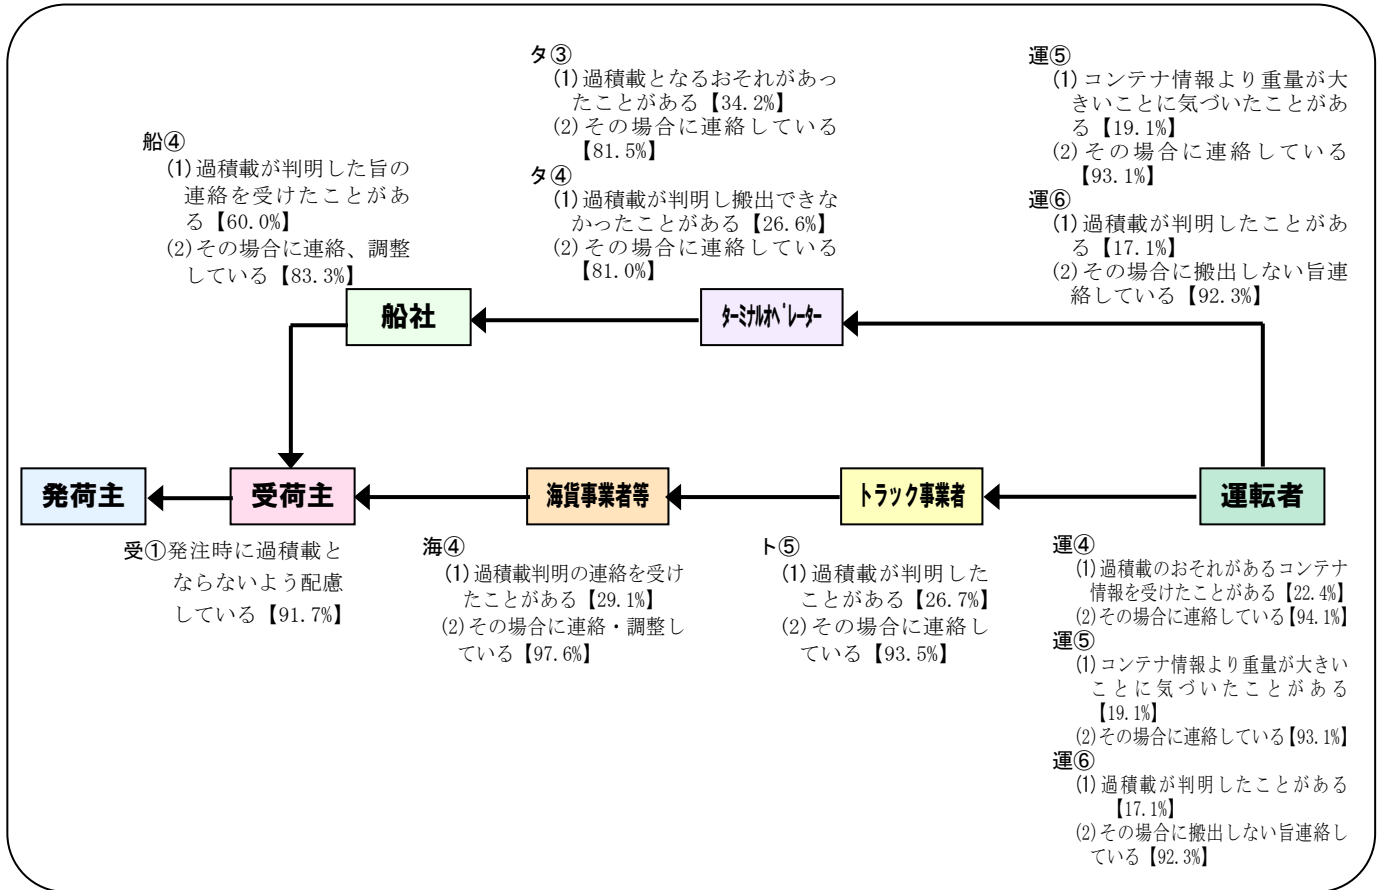 船④
(1)過積載が判明した旨の
連絡を受けたことがあ
る【60.0%】
(2)その場合に連絡、調整
している【83.3%】
タ③
(1)過積載となるおそれがあっ
たことがある【34.2%】
(2)その場合に連絡している
【81.5%】
タ④
(1)過積載が判明し搬出できな
かったことがある【26.6%】
(2)その場合に連絡している
【81.0%】
運⑤
(1)コンテナ情報より重量が大
きいことに気づいたことがあ
る【19.1%】
(2)その場合に連絡している
【93.1%】
運⑥
(1)過積載が判明したことがあ
る【17.1%】
(2)その場合に搬出しない旨連
絡している【92.3%】
船社
ターミナルオペレーター
発荷主
受荷主
海貨事業者等
トラック事業者
運転者
受①発注時に過積載と
ならないよう配慮
している【91.7%】
海④
(1)過積載判明の連絡を受け
たことがある【29.1%】
(2)その場合に連絡・調整し
ている【97.6%】
ト⑤
(1)過積載が判明した
ことがある【26.7%】
(2)その場合に連絡し
ている【93.5%】
運④
(1)過積載のおそれがあるコンテナ
情報を受けたことがある【22.4%】
(2)その場合に連絡している【94.1%】
運⑤
(1)コンテナ情報より重量が大きい
ことに気づいたことがある
【19.1%】
(2)その場合に連絡している【93.1%】
運⑥
(1)過積載が判明したことがある
【17.1%】
(2)その場合に搬出しない旨連絡し
ている【92.3%】